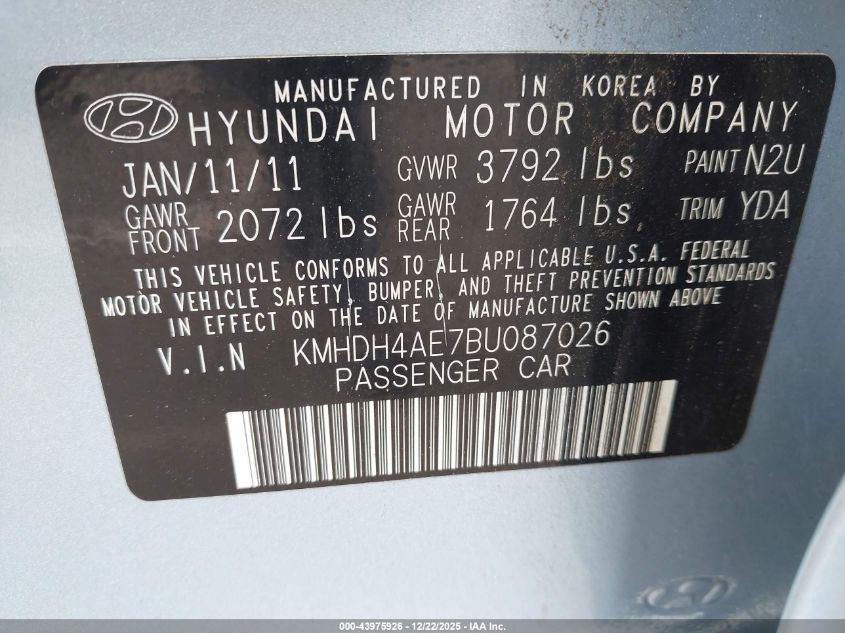 MANUFACTURED IN KOREA BY
HYUNDAI MOTOR COMPANY
JAN/11/11 GVWR 3792 lbs PAINT N2U
GAWR FRONT 2072 lbs GAWR REAR 1764 lbs TRIM YDA
THIS VEHICLE CONFORMS TO ALL APPLICABLE U.S.A. FEDERAL
MOTOR VEHICLE SAFETY, BUMPER, AND THEFT PREVENTION STANDARDS
IN EFFECT ON THE DATE OF MANUFACTURE SHOWN ABOVE
V.I.N KMHDH4AE7BU087026
PASSENGER CAR
000-43975926 - 12/22/2025 - IAA Inc.